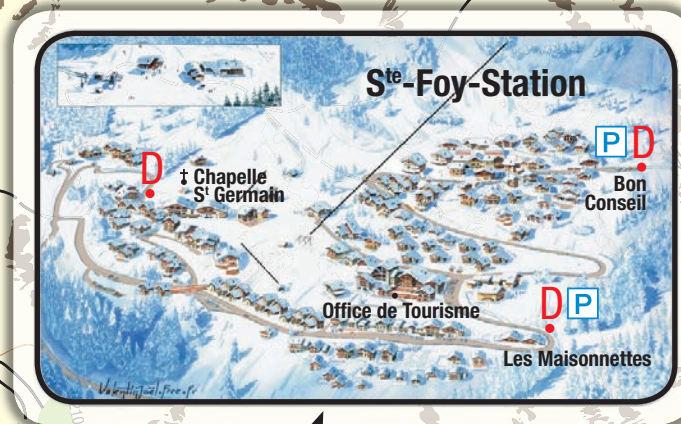 Ste-Foy-Station
P D
Bon
Conseil
D
† Chapelle
St Germain
Office de Tourisme
D P
Les Maisonnettes